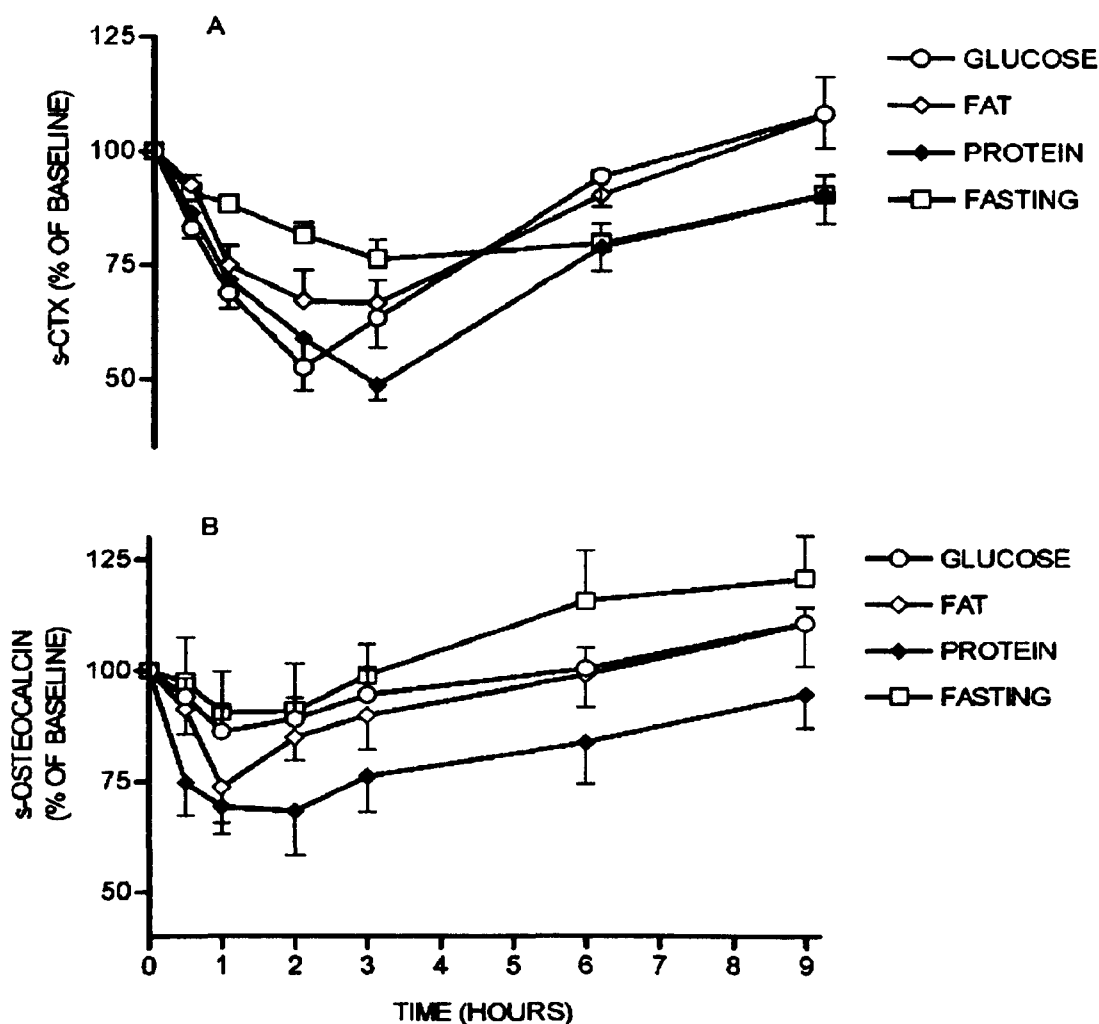 A
125
100
75
50
s-CTX (% OF BASELINE)
GLUCOSE
FAT
PROTEIN
FASTING
B
125
100
75
50
s-OSTEOCALCIN
(% OF BASELINE)
GLUCOSE
FAT
PROTEIN
FASTING
0 1 2 3 4 5 6 7 8 9
TIME (HOURS)